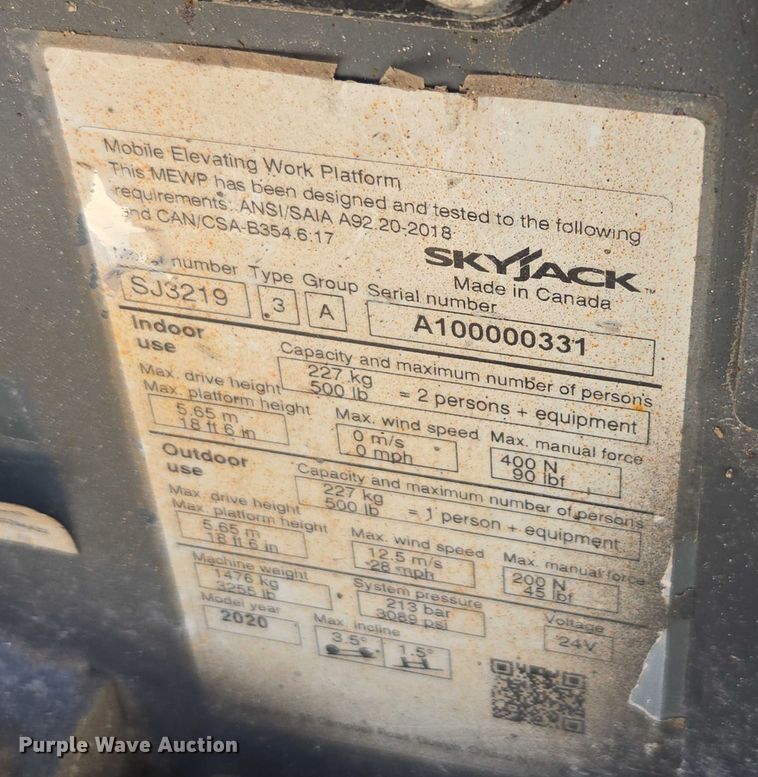 Mobile Elevating Work Platform
This MEWP has been designed and tested to the following
requirements: ANSI/SAIA A92.20-2018
and CAN/CSA-B354.6:17
SKYJACK™
Made in Canada
number Type Group Serial number
SJ3219 3 A A100000331
Indoor use
Capacity and maximum number of persons
227 kg
500 lb = 2 persons + equipment
Max. drive height
Max. platform height
5.65 m
18 ft 6 in
Max. wind speed
0 m/s
0 mph
Max. manual force
400 N
90 lbf
Outdoor use
Capacity and maximum number of persons
227 kg
500 lb = 1 person + equipment
Max. drive height
Max. platform height
5.65 m
18 ft 6 in
Max. wind speed
12.5 m/s
28 mph
Max. manual force
200 N
45 lbf
Machine weight
1476 kg
3255 lb
System pressure
213 bar
3089 psi
Voltage
24V
Model year
2020
Max. incline
3.5° 1.5°
Purple Wave Auction